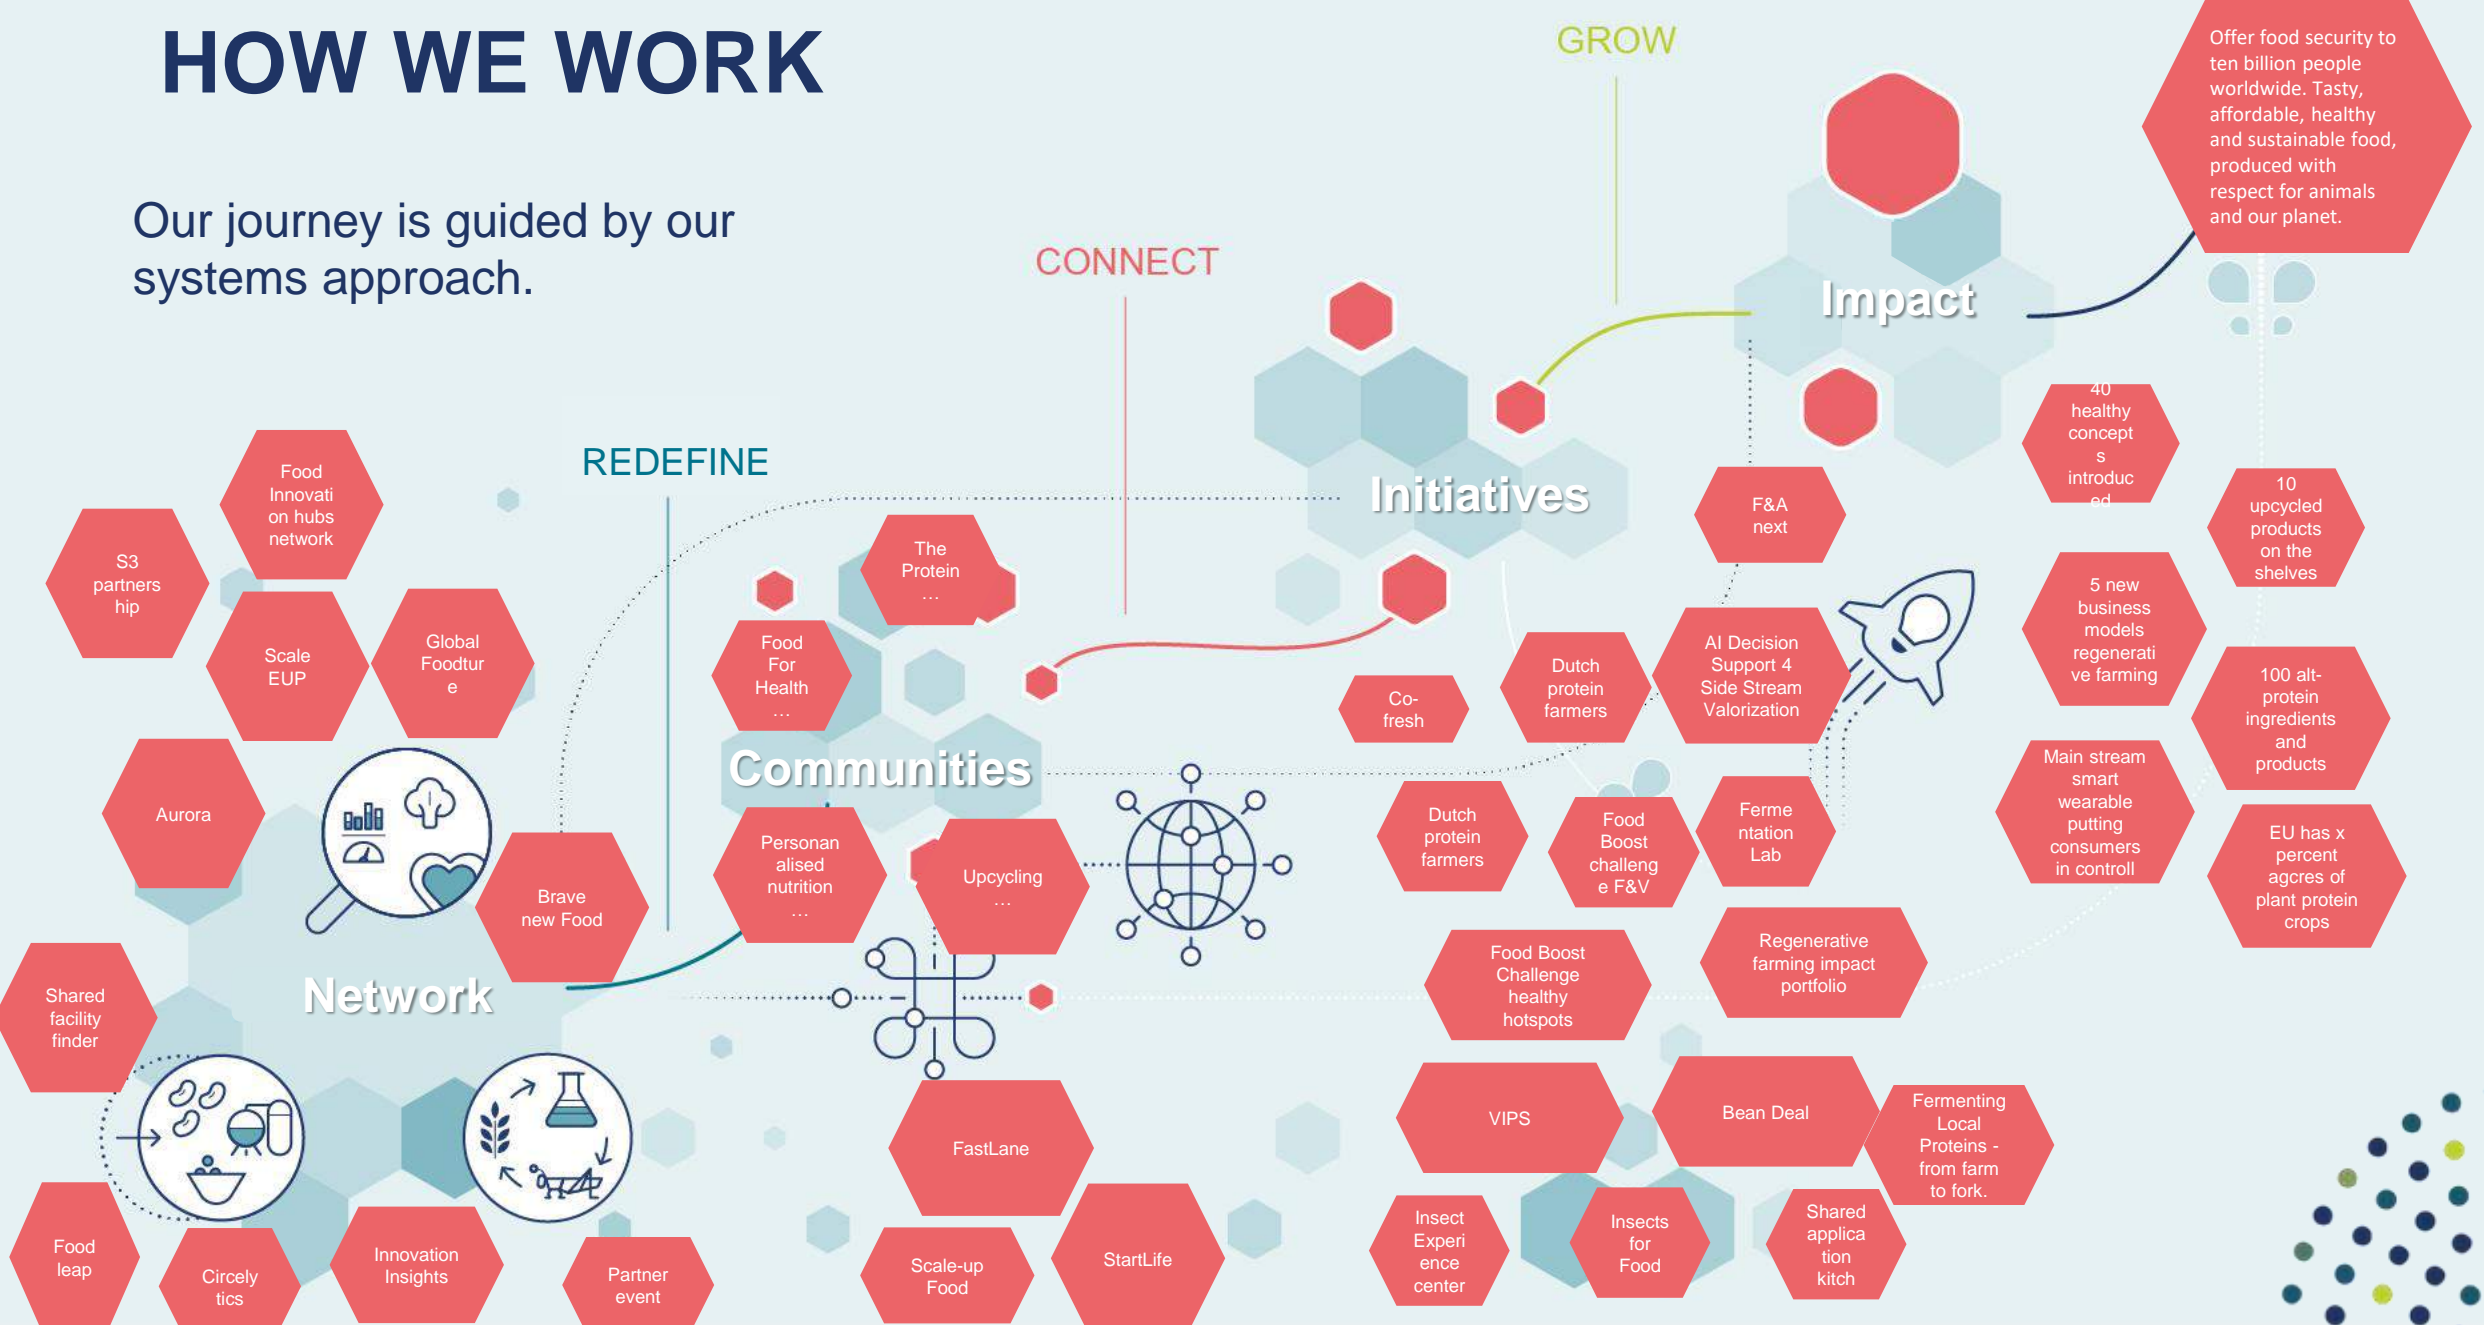 HOW WE WORK
Our journey is guided by our
systems approach.
GROW
CONNECT
REDEFINE
Offer food security to
ten billion people
worldwide. Tasty,
affordable, healthy
and sustainable food,
produced with
respect for animals
and our planet.
Impact
Initiatives
Communities
Network
Food
Innovati
on hubs
network
S3
partners
hip
Scale
EUP
Global
Foodtur
e
Aurora
Brave
new Food
Shared
facility
finder
Food
leap
Circely
tics
Innovation
Insights
Partner
event
The
Protein
...
Food
For
Health
...
Personan
alised
nutrition
...
Upcycling
...
FastLane
Scale-up
Food
StartLife
F&A
next
Co-
fresh
Dutch
protein
farmers
AI Decision
Support 4
Side Stream
Valorization
Dutch
protein
farmers
Food
Boost
challeng
e F&V
Ferme
ntation
Lab
Food Boost
Challenge
healthy
hotspots
Regenerative
farming impact
portfolio
VIPS
Bean Deal
Fermenting
Local
Proteins -
from farm
to fork.
Insect
Experi
ence
center
Insects
for
Food
Shared
applica
tion
kitch
40
healthy
concept
s
introduc
ed
10
upcycled
products
on the
shelves
5 new
business
models
regenerati
ve farming
100 alt-
protein
ingredients
and
products
Main stream
smart
wearable
putting
consumers
in controll
EU has x
percent
agcres of
plant protein
crops